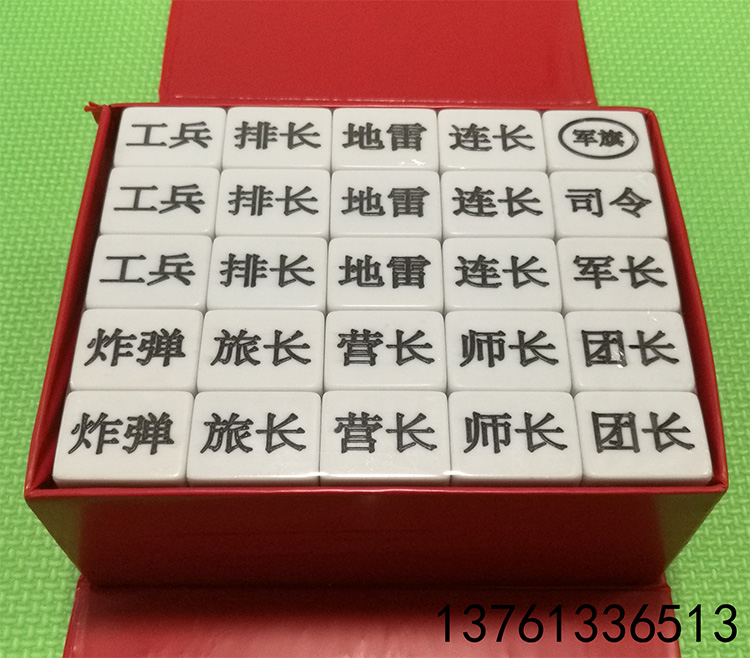 工兵 排长 地雷 连长 军旗
工兵 排长 地雷 连长 司令
工兵 排长 地雷 连长 军长
炸弹 旅长 营长 师长 团长
炸弹 旅长 营长 师长 团长
13761336513